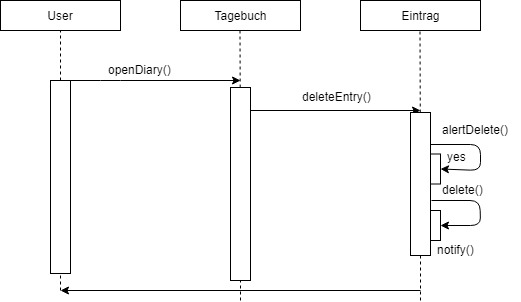 User
Tagebuch
Eintrag
openDiary()
deleteEntry()
alertDelete()
yes
delete()
notify()